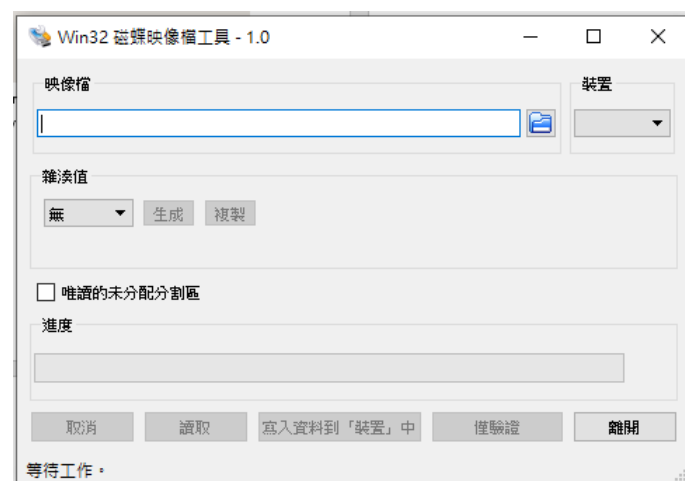 Win32 磁蝶映像檔工具 - 1.0
映像檔
裝置
雜湊值
無
生成
複製
唯讀的未分配分割區
進度
取消
讀取
寫入資料到「裝置」中
僅驗證
離開
等待工作。